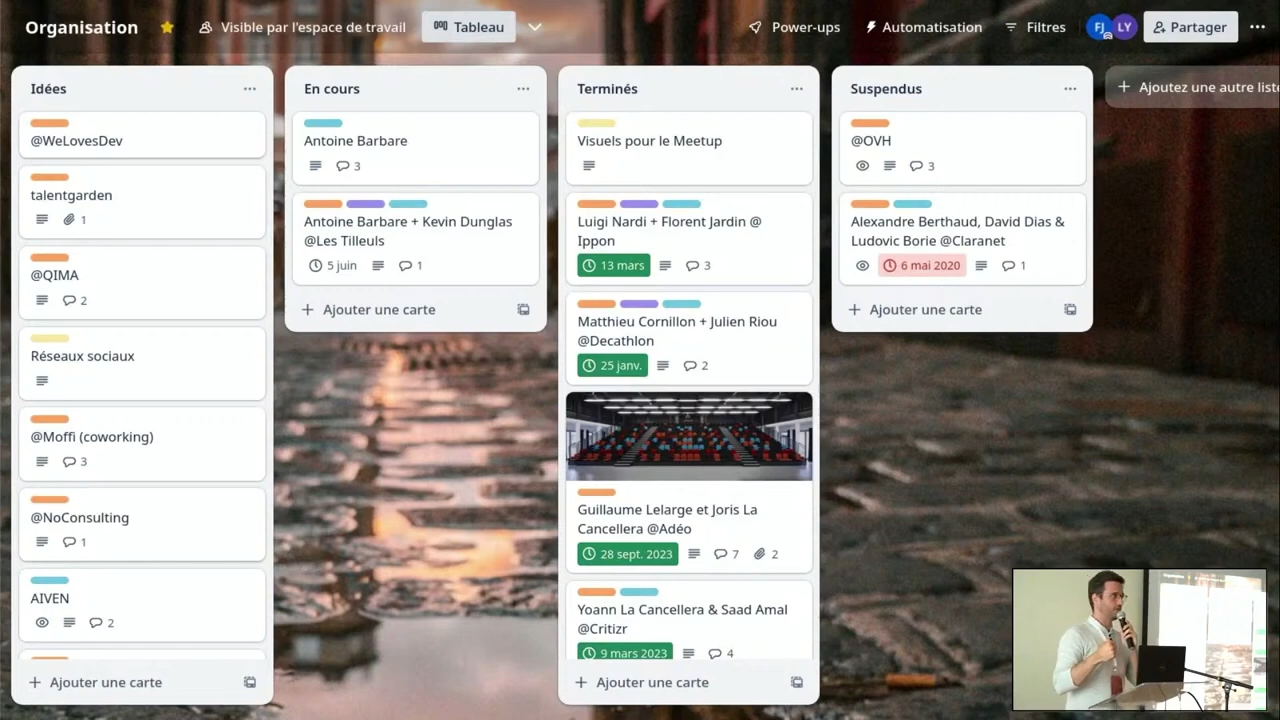 Organisation
Visible par l'espace de travail
Tableau
Power-ups
Automatisation
Filtres
FJ
LY
Partager
Idées
@WeLovesDev
talentgarden
1
@QIMA
2
Réseaux sociaux
@Moffi (coworking)
3
@NoConsulting
1
AIVEN
2
Ajouter une carte
En cours
Antoine Barbare
3
Antoine Barbare + Kevin Dunglas
@Les Tilleuls
5 juin
1
Ajouter une carte
Terminés
Visuels pour le Meetup
Luigi Nardi + Florent Jardin @
Ippon
13 mars
3
Matthieu Cornillon + Julien Riou
@Decathlon
25 janv.
2
Guillaume Lelarge et Joris La
Cancellera @Adéo
28 sept. 2023
7
2
Yoann La Cancellera & Saad Amal
@Critizr
9 mars 2023
4
Ajouter une carte
Suspendus
@OVH
3
Alexandre Berthaud, David Dias &
Ludovic Borie @Claranet
6 mai 2020
1
Ajouter une carte
Ajoutez une autre liste